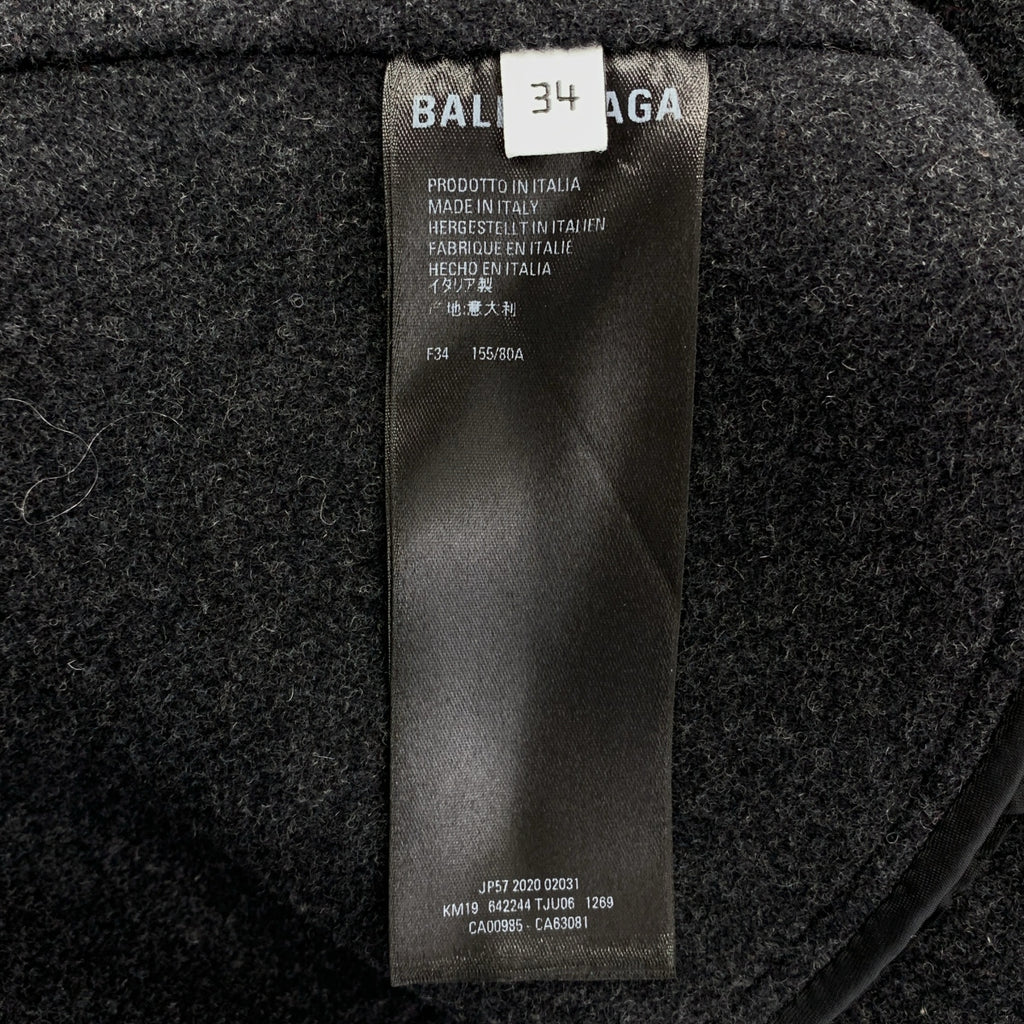 34
BAL AGA
PRODOTTO IN ITALIA
MADE IN ITALY
HERGESTELLT IN ITALIEN
FABRIQUE EN ITALIE
HECHO EN ITALIA
イタリア製
产地:意大利
F34 155/80A
JP57 2020 02031
KM19 642244 TJU06 1269
CA00985 - CA63081